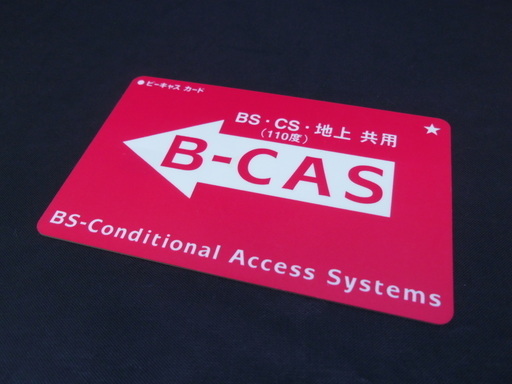 ●ビーキャス カード
BS・CS・地上 共用
(110度)
★
B-CAS
BS-Conditional Access Systems